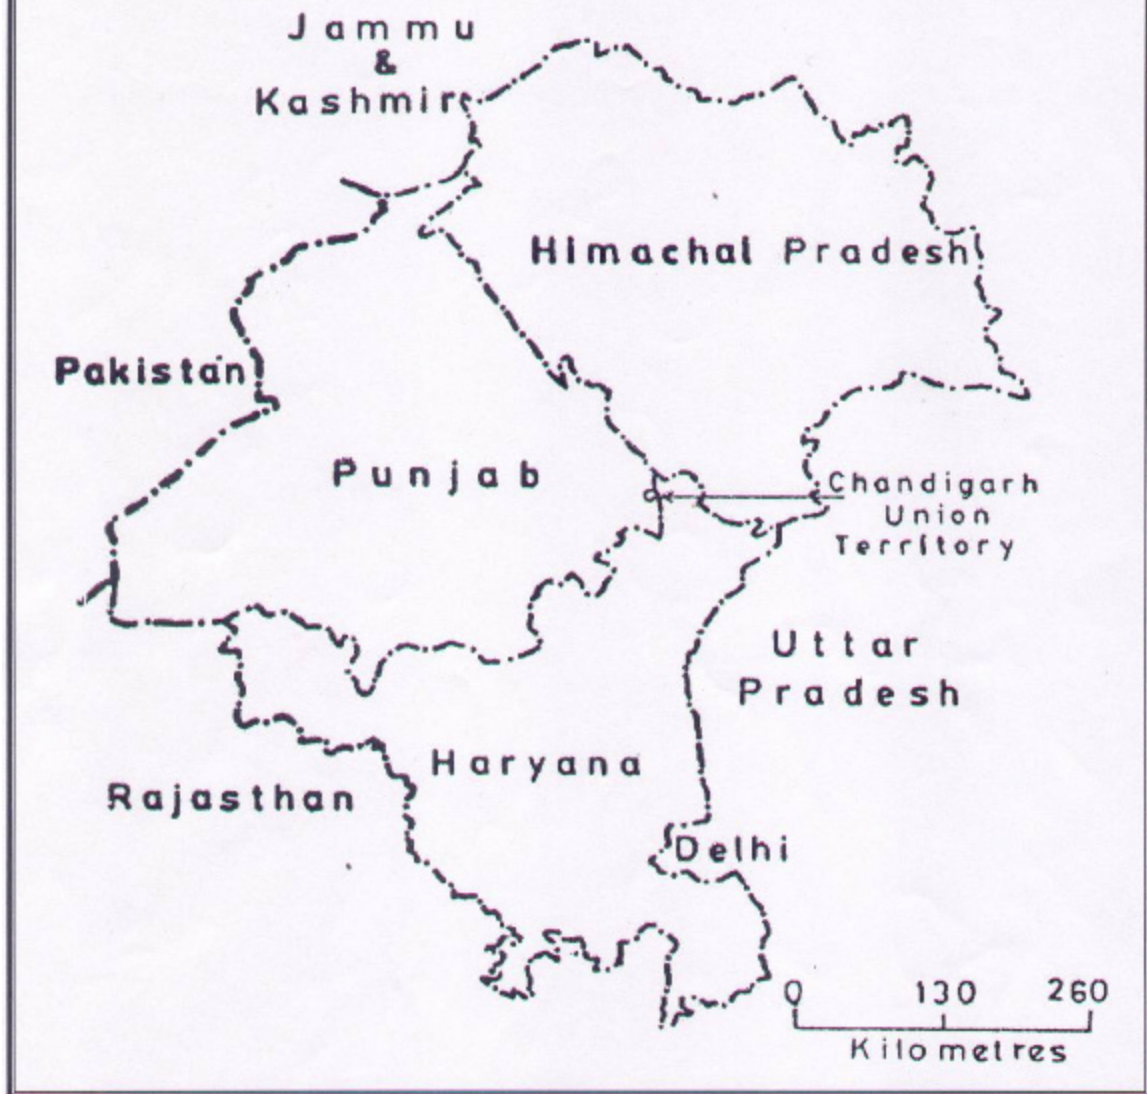 Jammu
&
Kashmir
Himachal Pradesh
Pakistan
Punjab
Chandigarh
Union
Territory
Uttar
Pradesh
Haryana
Rajasthan
Delhi
0 130 260
Kilometres